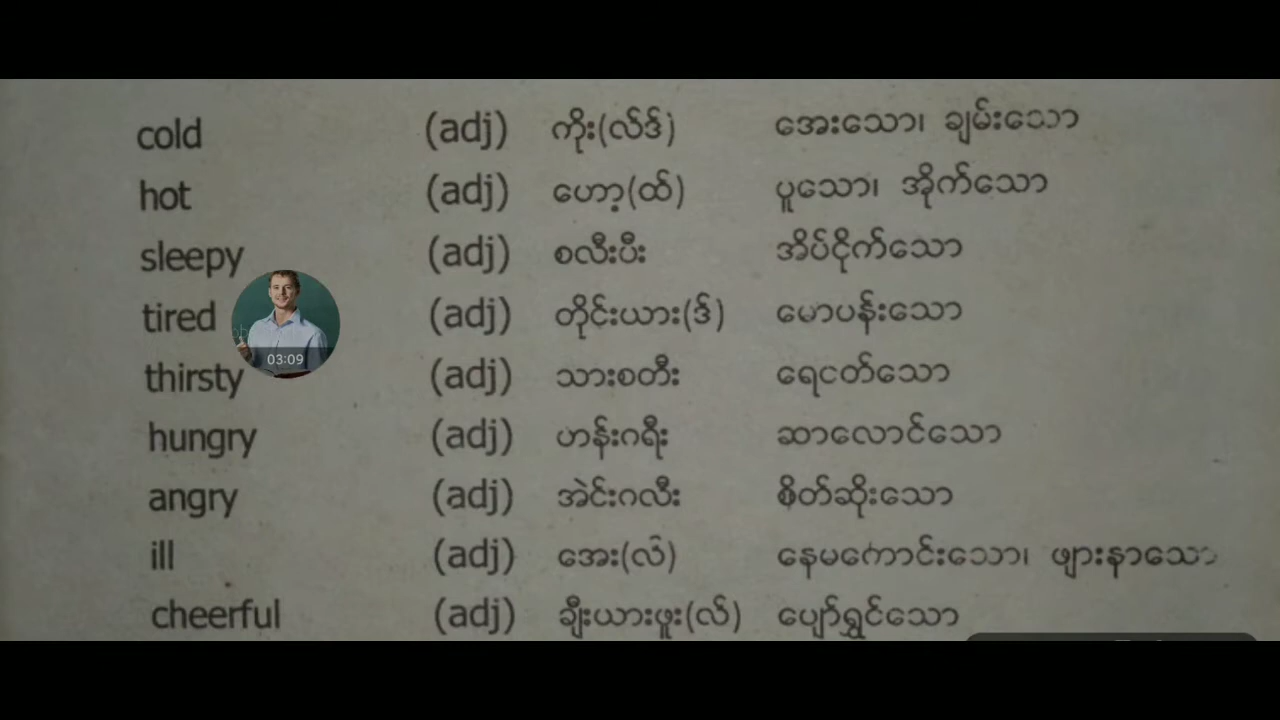 cold (adj) ကိုး(လ်ဒ်) အေးသော၊ ချမ်းသော
hot (adj) ဟော့(ထ်) ပူသော၊ အိုက်သော
sleepy (adj) စလီးပီး အိပ်ငိုက်သော
tired (adj) တိုင်းယား(ဒ်) မောပန်းသော
03:09
thirsty (adj) သားစတီး ရေငတ်သော
hungry (adj) ဟန်းဂရီး ဆာလောင်သော
angry (adj) အဲင်းဂလီး စိတ်ဆိုးသော
ill (adj) အေး(လ်) နေမကောင်းသော၊ ဖျားနာသော
cheerful (adj) ချီးယားဖူး(လ်) ပျော်ရွှင်သော